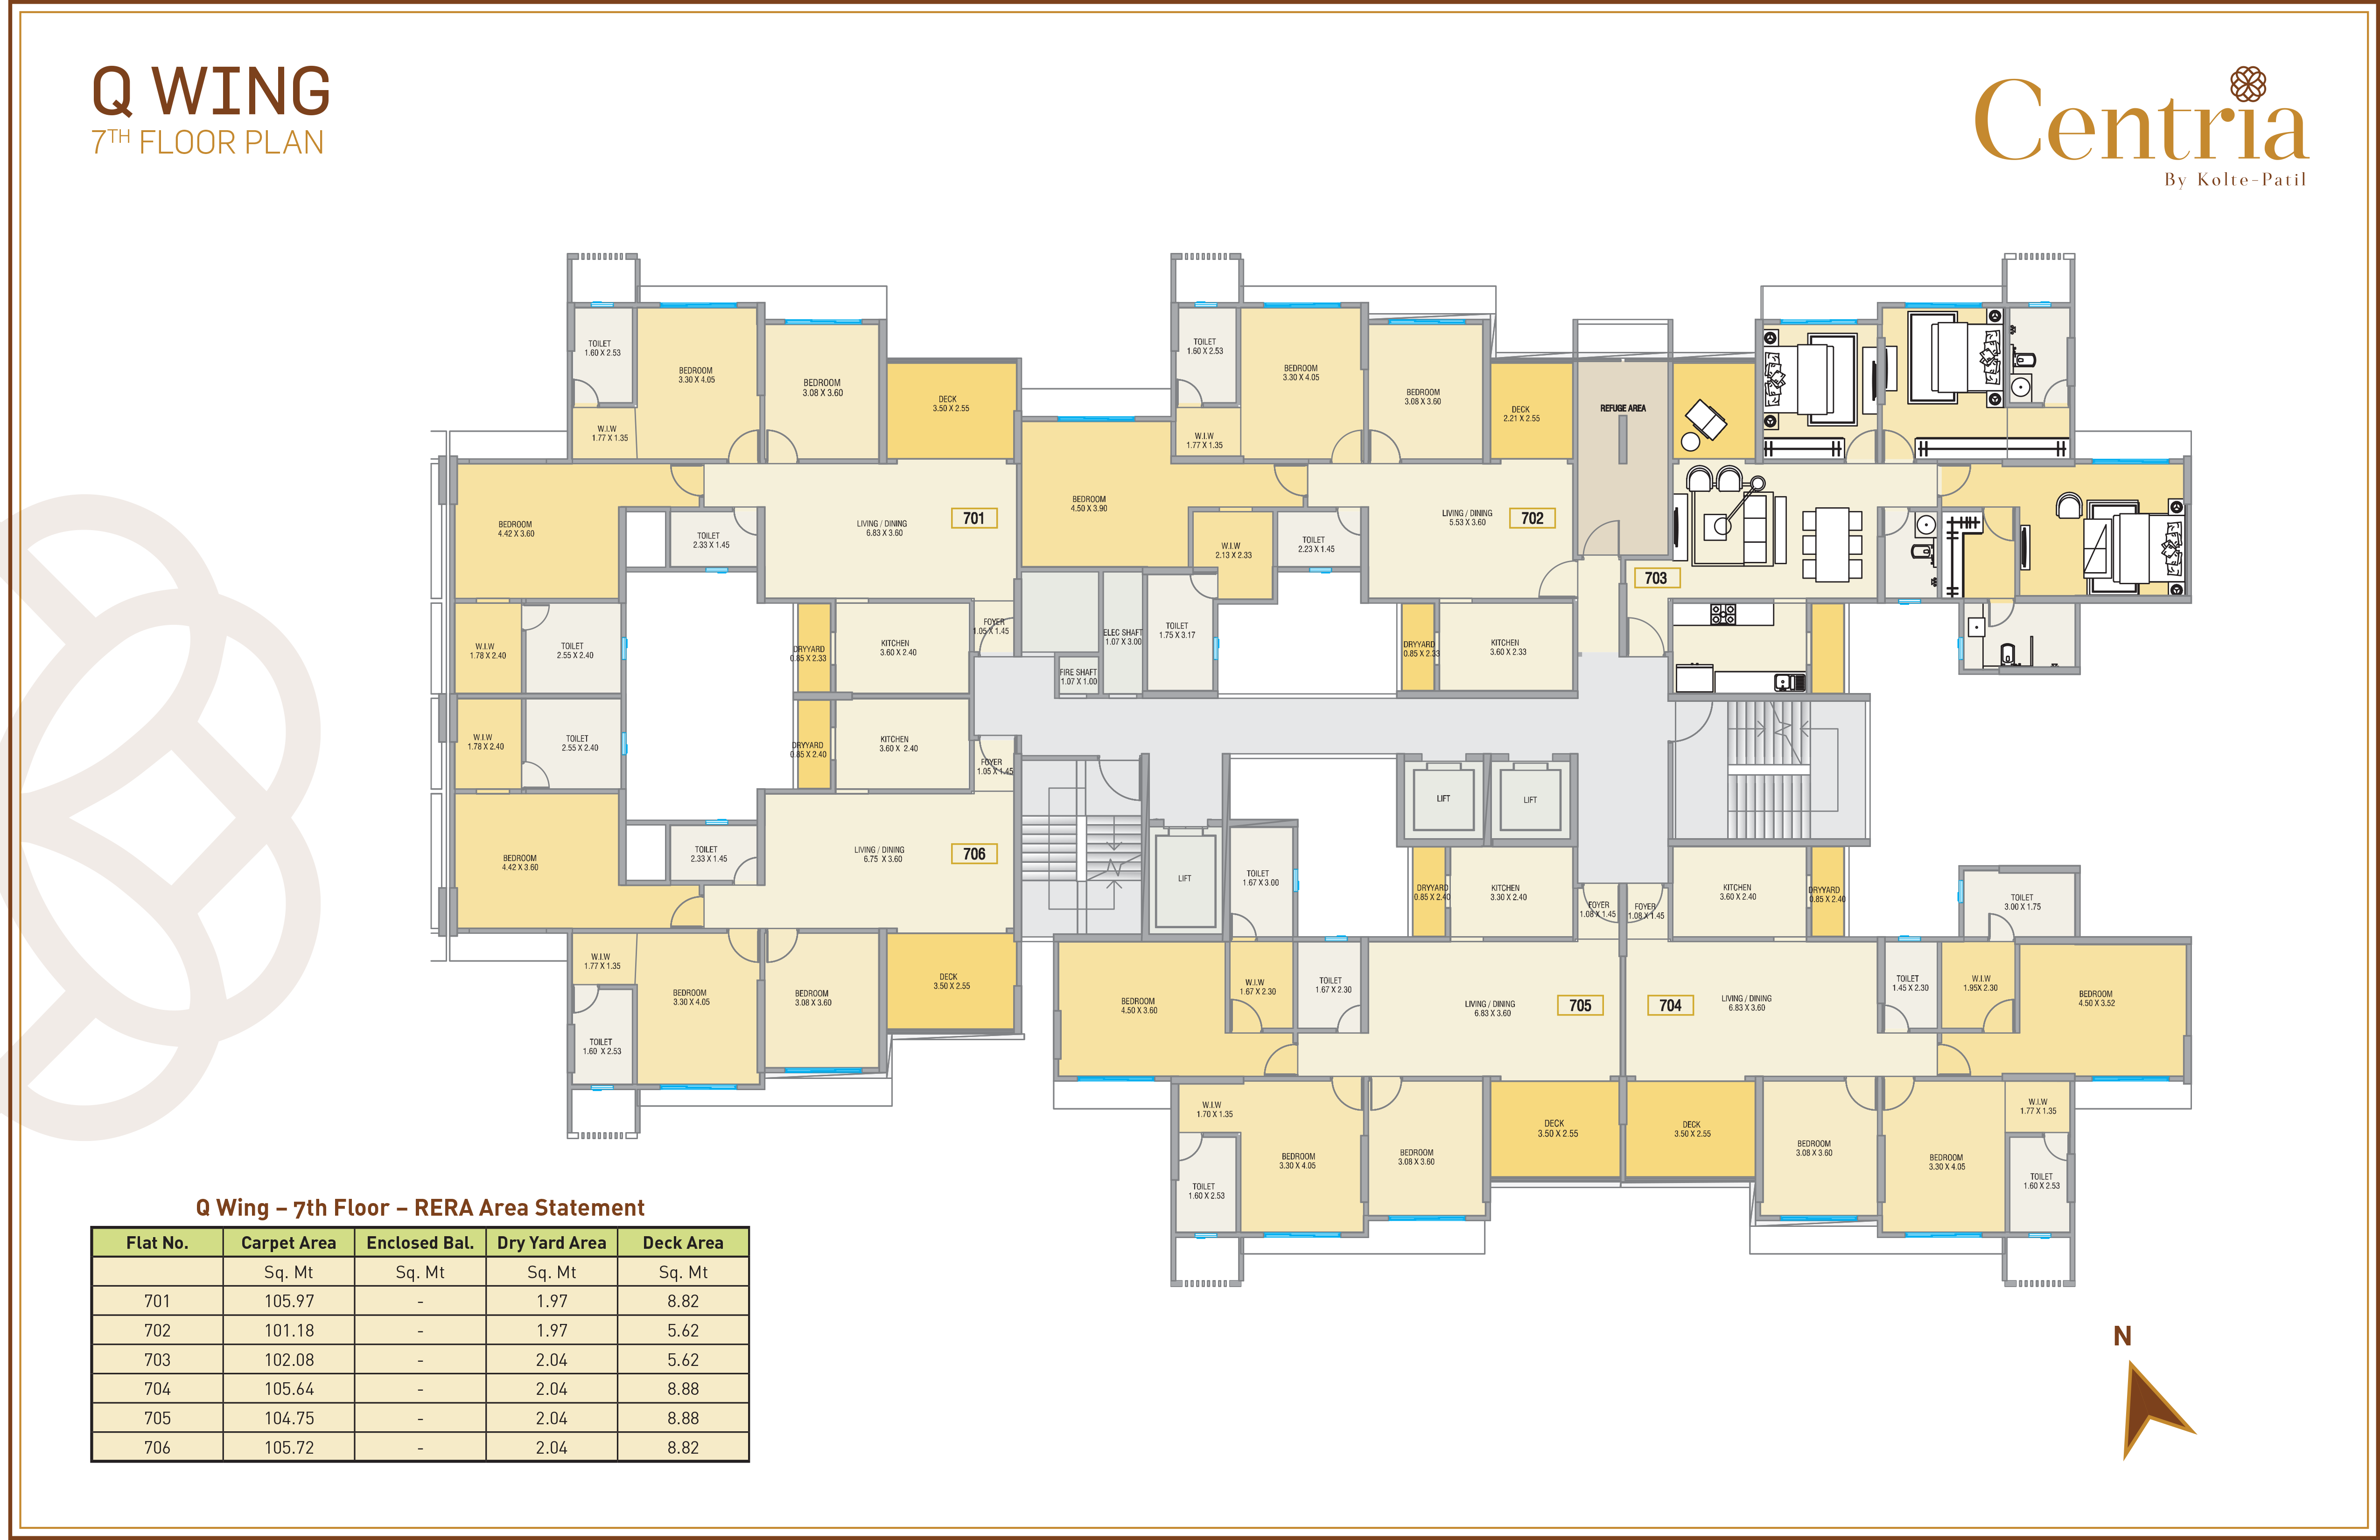 Q WING
7TH FLOOR PLAN
Centria
By Kolte-Patil
TOILET
1.60 X 2.53
BEDROOM
3.30 X 4.05
BEDROOM
3.08 X 3.60
DECK
3.50 X 2.55
W.I.W
1.77 X 1.35
BEDROOM
4.42 X 3.60
TOILET
2.33 X 1.45
LIVING / DINING
6.83 X 3.60
701
W.I.W
1.78 X 2.40
TOILET
2.55 X 2.40
DRYYARD
0.85 X 2.33
KITCHEN
3.60 X 2.40
FOYER
1.05 X 1.45
TOILET
1.60 X 2.53
BEDROOM
3.30 X 4.05
BEDROOM
3.08 X 3.60
DECK
2.21 X 2.55
W.I.W
1.77 X 1.35
BEDROOM
4.50 X 3.90
W.I.W
2.13 X 2.33
TOILET
2.23 X 1.45
LIVING / DINING
5.53 X 3.60
702
ELEC SHAFT
1.07 X 3.00
TOILET
1.75 X 3.17
FIRE SHAFT
1.07 X 1.00
DRYYARD
0.85 X 2.33
KITCHEN
3.60 X 2.33
REFUGE AREA
703
W.I.W
1.78 X 2.40
TOILET
2.55 X 2.40
DRYYARD
0.85 X 2.40
KITCHEN
3.60 X 2.40
FOYER
1.05 X 1.45
BEDROOM
4.42 X 3.60
TOILET
2.33 X 1.45
LIVING / DINING
6.75 X 3.60
706
W.I.W
1.77 X 1.35
BEDROOM
3.30 X 4.05
BEDROOM
3.08 X 3.60
DECK
3.50 X 2.55
TOILET
1.60 X 2.53
LIFT
LIFT
LIFT
TOILET
1.67 X 3.00
DRYYARD
0.85 X 2.40
KITCHEN
3.30 X 2.40
FOYER
1.08 X 1.45
BEDROOM
4.50 X 3.60
W.I.W
1.67 X 2.30
TOILET
1.67 X 2.30
LIVING / DINING
6.83 X 3.60
705
W.I.W
1.70 X 1.35
BEDROOM
3.30 X 4.05
BEDROOM
3.08 X 3.60
DECK
3.50 X 2.55
TOILET
1.60 X 2.53
FOYER
1.08 X 1.45
KITCHEN
3.60 X 2.40
DRYYARD
0.85 X 2.40
TOILET
3.00 X 1.75
704
LIVING / DINING
6.83 X 3.60
TOILET
1.45 X 2.30
W.I.W
1.95X 2.30
BEDROOM
4.50 X 3.52
DECK
3.50 X 2.55
BEDROOM
3.08 X 3.60
BEDROOM
3.30 X 4.05
W.I.W
1.77 X 1.35
TOILET
1.60 X 2.53
Q Wing – 7th Floor – RERA Area Statement
Flat No. Carpet Area Enclosed Bal. Dry Yard Area Deck Area
Sq. Mt Sq. Mt Sq. Mt Sq. Mt
701 105.97 - 1.97 8.82
702 101.18 - 1.97 5.62
703 102.08 - 2.04 5.62
704 105.64 - 2.04 8.88
705 104.75 - 2.04 8.88
706 105.72 - 2.04 8.82
N